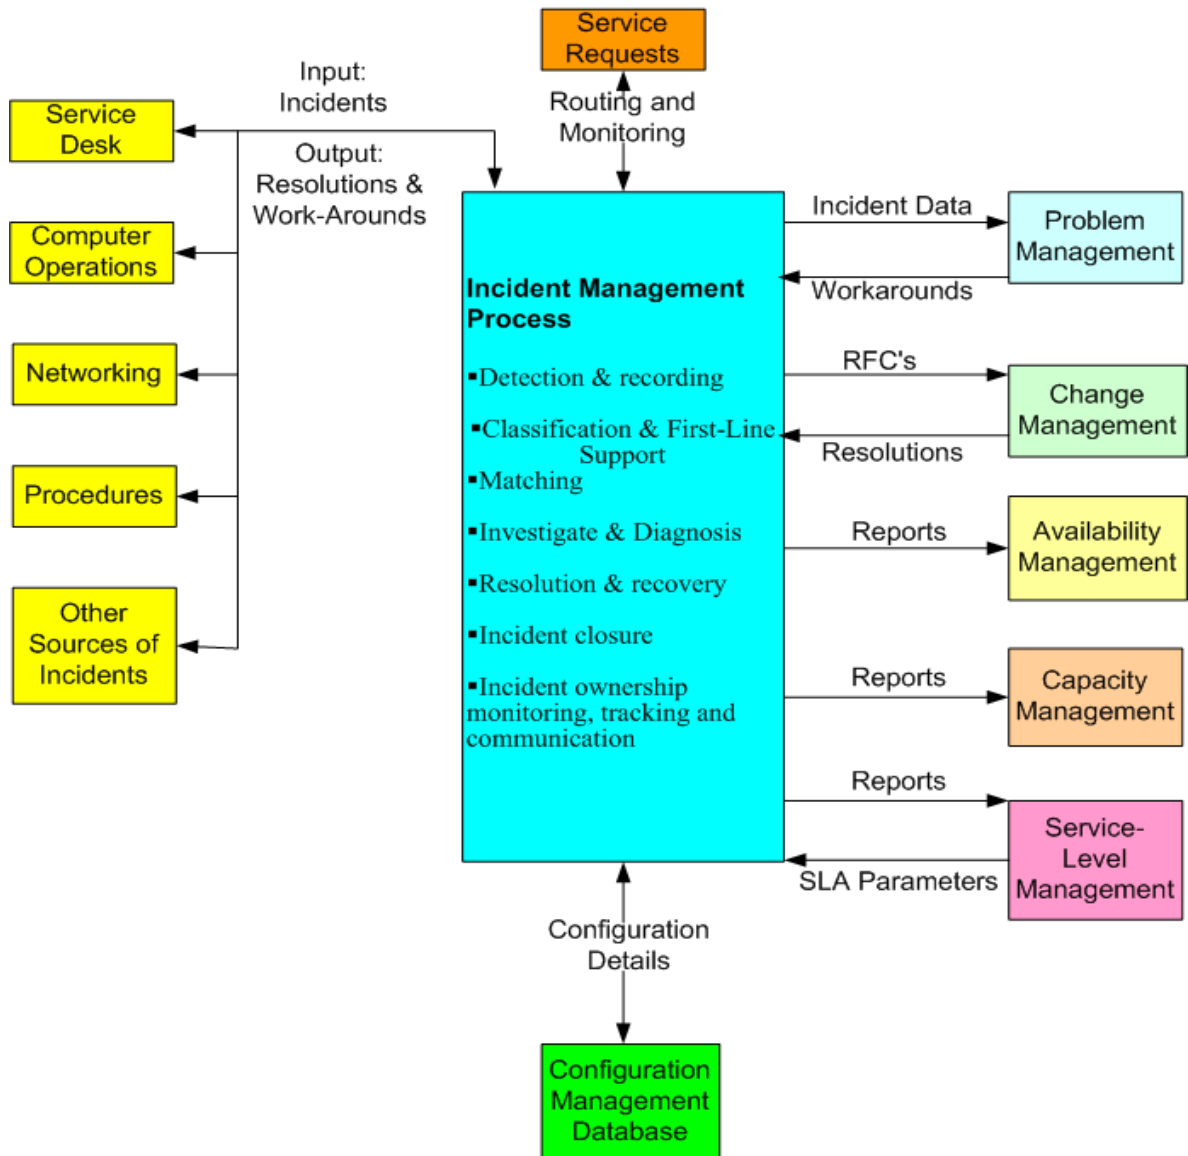 Service
Requests
Routing and
Monitoring
Input:
Incidents
Output:
Resolutions &
Work-Arounds
Service
Desk
Computer
Operations
Networking
Procedures
Other
Sources of
Incidents
Incident Management
Process
▪Detection & recording
▪Classification & First-Line
Support
▪Matching
▪Investigate & Diagnosis
▪Resolution & recovery
▪Incident closure
▪Incident ownership
monitoring, tracking and
communication
Incident Data
Workarounds
Problem
Management
RFC's
Resolutions
Change
Management
Reports
Availability
Management
Reports
Capacity
Management
Reports
SLA Parameters
Service-
Level
Management
Configuration
Details
Configuration
Management
Database